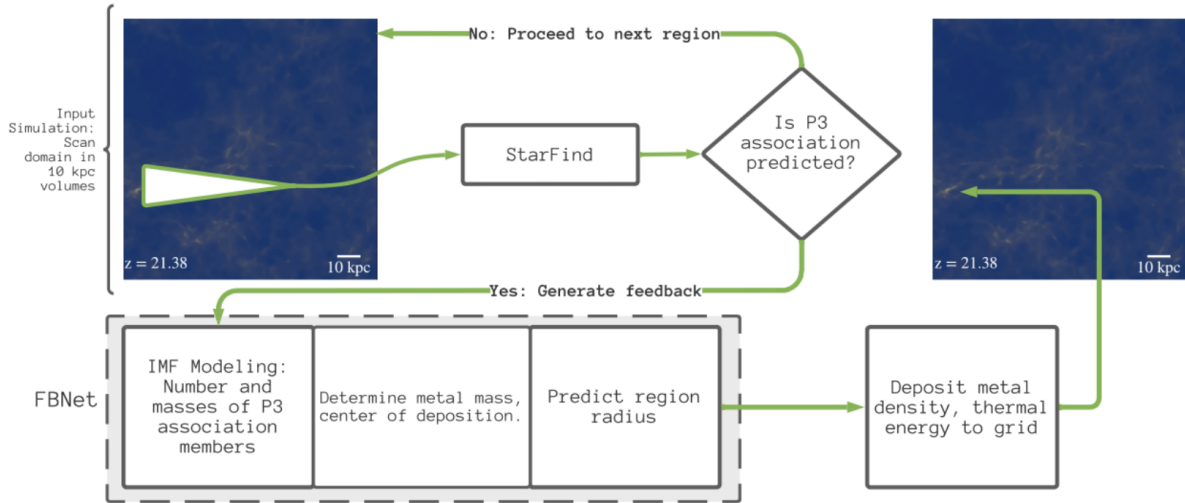 No: Proceed to next region
Input
Simulation:
Scan
domain in
10 kpc
volumes
StarFind
Is P3
association
predicted?
z = 21.38
10 kpc
z = 21.38
10 kpc
Yes: Generate feedback
FBNet
IMF Modeling:
Number and
masses of P3
association
members
Determine metal mass,
center of deposition.
Predict region
radius
Deposit metal
density, thermal
energy to grid